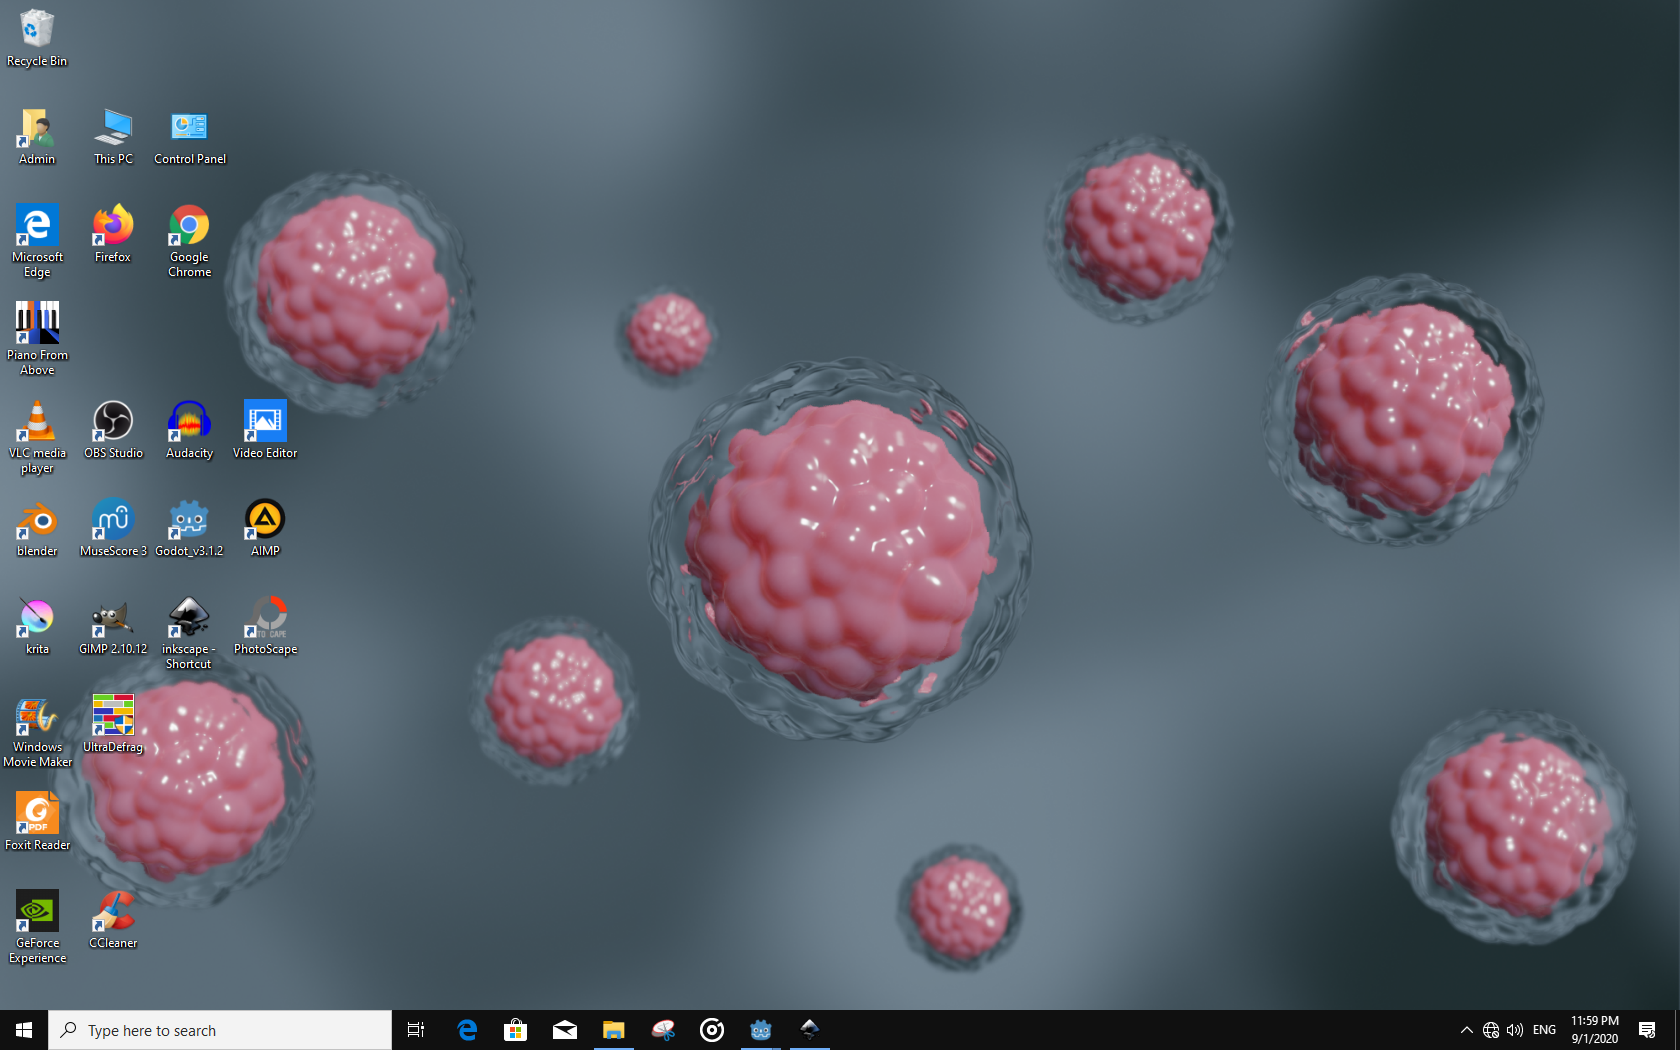 Recycle Bin
Admin
This PC
Control Panel
Microsoft
Edge
Firefox
Google
Chrome
Piano From
Above
VLC media
player
OBS Studio
Audacity
Video Editor
blender
MuseScore 3
Godot_v3.1.2
AIMP
krita
GIMP 2.10.12
inkscape -
Shortcut
PhotoScape
Windows
Movie Maker
UltraDefrag
PDF
Foxit Reader
GeForce
Experience
CCleaner
Type here to search
ENG
11:59 PM
9/1/2020